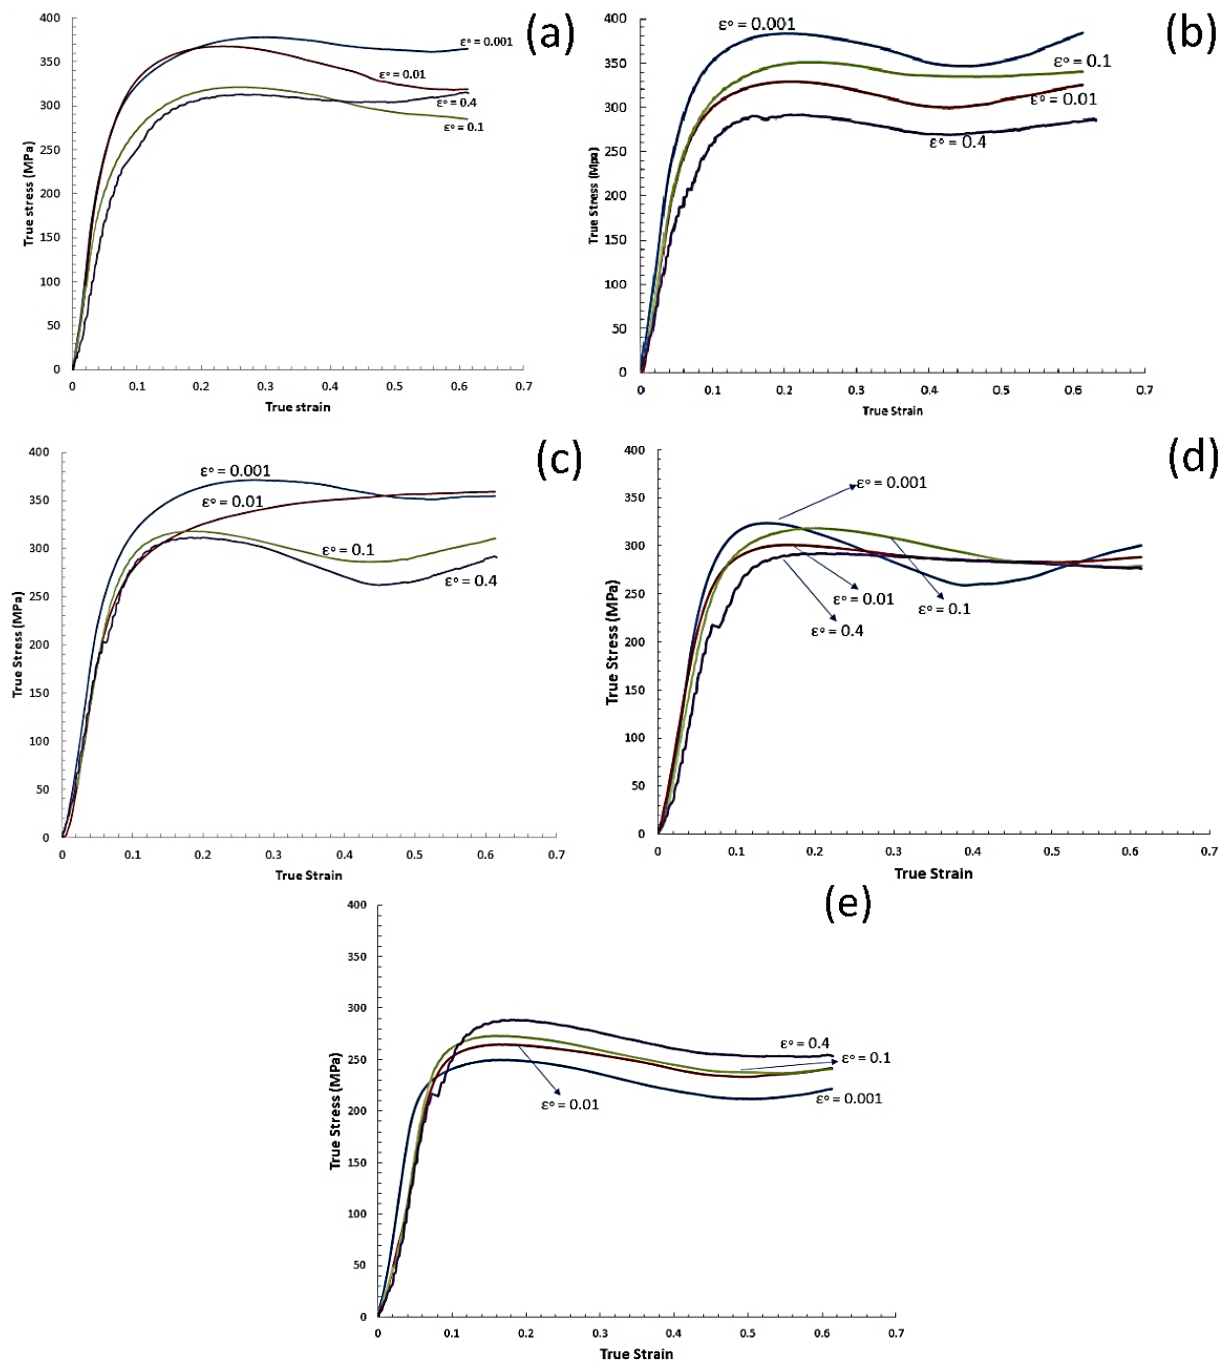 (a)
400
350
300
250
200
150
100
50
0
True stress (MPa)
ε° = 0.001
ε° = 0.01
ε° = 0.4
ε° = 0.1
0 0.1 0.2 0.3 0.4 0.5 0.6 0.7
True strain
(b)
400
350
300
250
200
350
100
50
0
True Stress (Mpa)
ε° = 0.001
ε° = 0.1
ε° = 0.01
ε° = 0.4
0 0.1 0.2 0.3 0.4 0.5 0.6 0.7
True Strain
(c)
400
350
300
250
200
150
100
50
0
True Stress (MPa)
ε° = 0.001
ε° = 0.01
ε° = 0.1
ε° = 0.4
0 0.1 0.2 0.3 0.4 0.5 0.6 0.7
True Strain
(d)
400
350
300
250
200
150
100
50
0
True Stress (MPa)
ε° = 0.001
ε° = 0.01
ε° = 0.1
ε° = 0.4
0 0.1 0.2 0.3 0.4 0.5 0.6 0.7
True Strain
(e)
400
350
300
250
200
150
100
50
0
True Stress (MPa)
ε° = 0.4
ε° = 0.1
ε° = 0.001
ε° = 0.01
0 0.1 0.2 0.3 0.4 0.5 0.6 0.7
True Strain